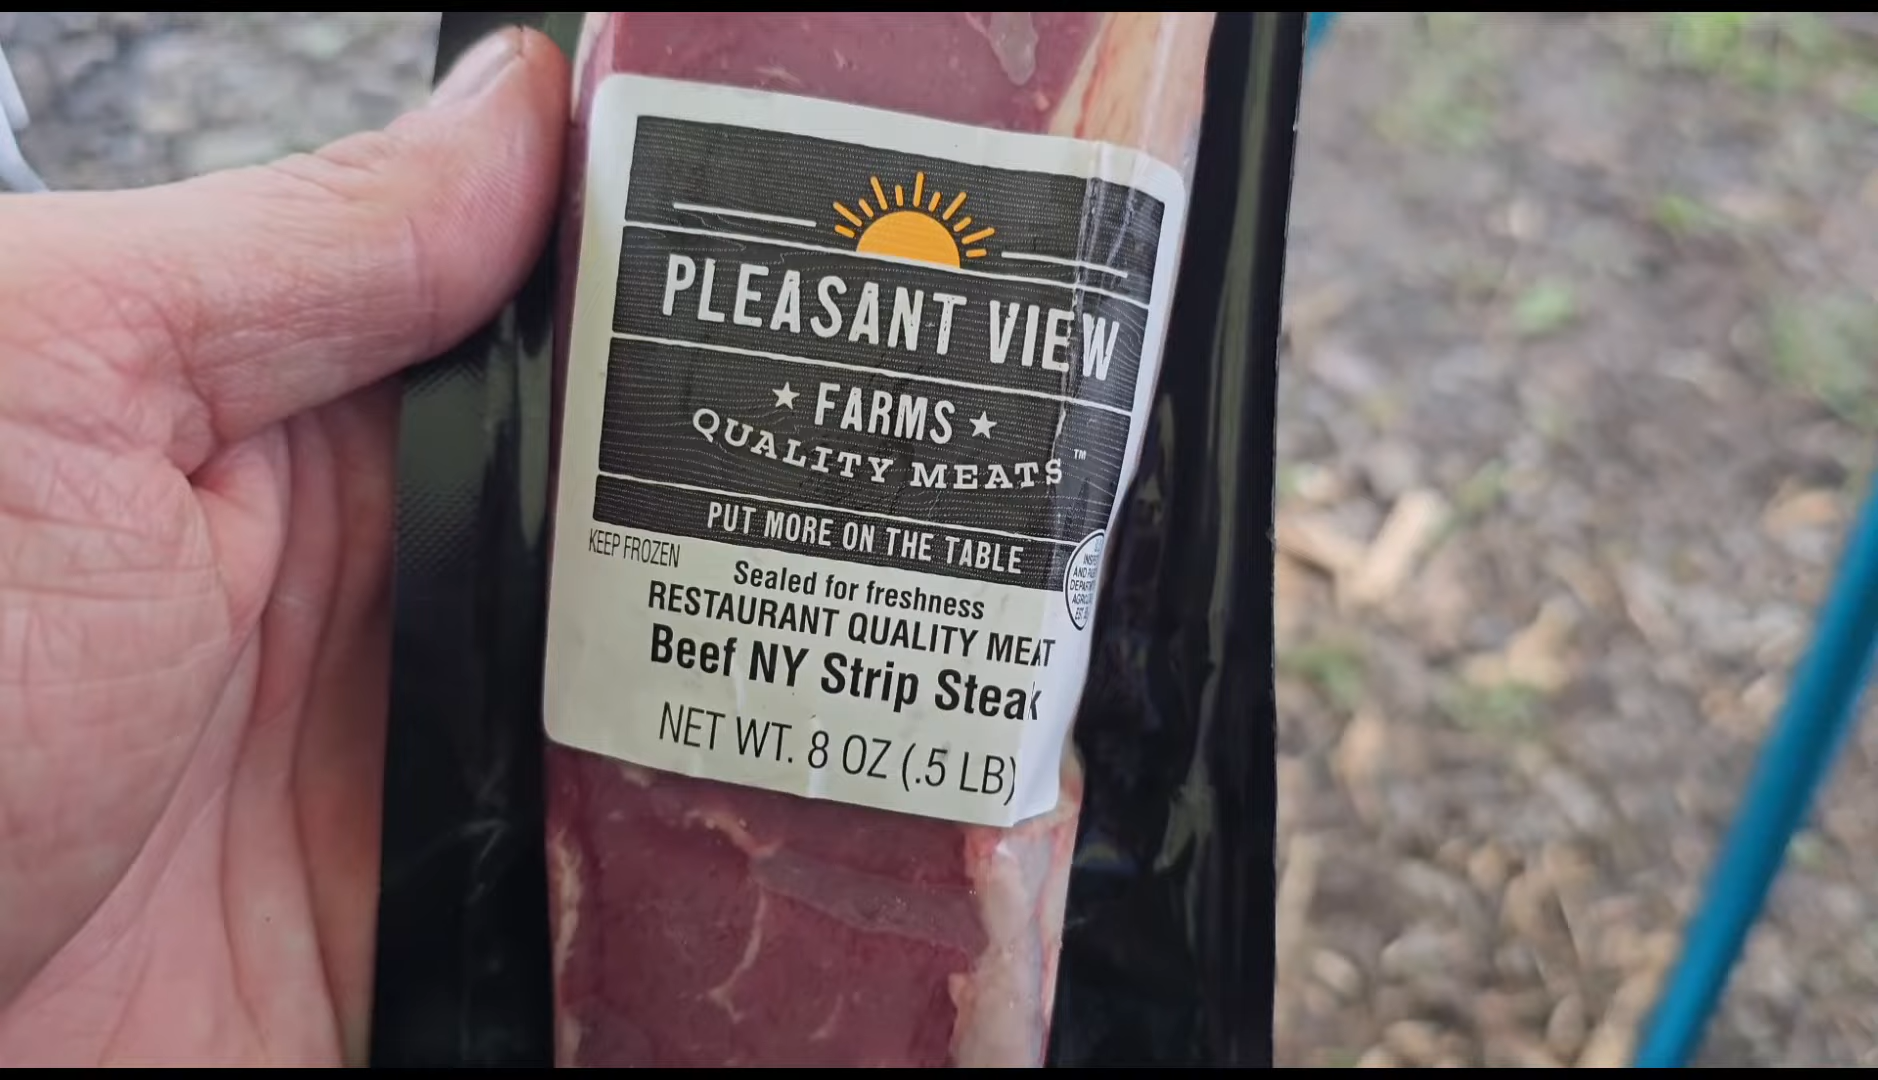 PLEASANT VIEW
★ FARMS ★
QUALITY MEATS™
PUT MORE ON THE TABLE
KEEP FROZEN
Sealed for freshness
RESTAURANT QUALITY MEAT
Beef NY Strip Steak
NET WT. 8 OZ (.5 LB)